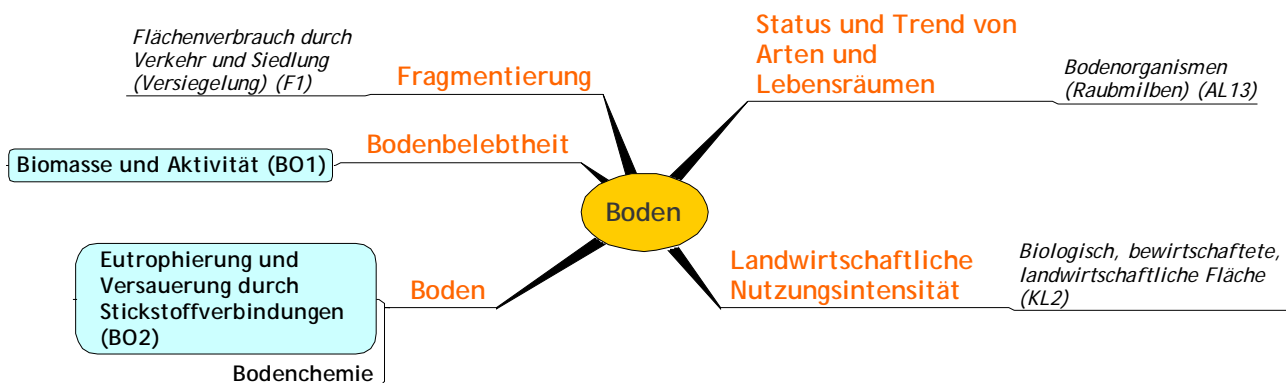 Flächenverbrauch durch
Verkehr und Siedlung
(Versiegelung) (F1)
Fragmentierung
Bodenbelebtheit
Biomasse und Aktivität (BO1)
Eutrophierung und
Versauerung durch
Stickstoffverbindungen
(BO2)
Boden
Bodenchemie
Boden
Status und Trend von
Arten und
Lebensräumen
Bodenorganismen
(Raubmilben) (AL13)
Landwirtschaftliche
Nutzungsintensität
Biologisch, bewirtschaftete,
landwirtschaftliche Fläche
(KL2)